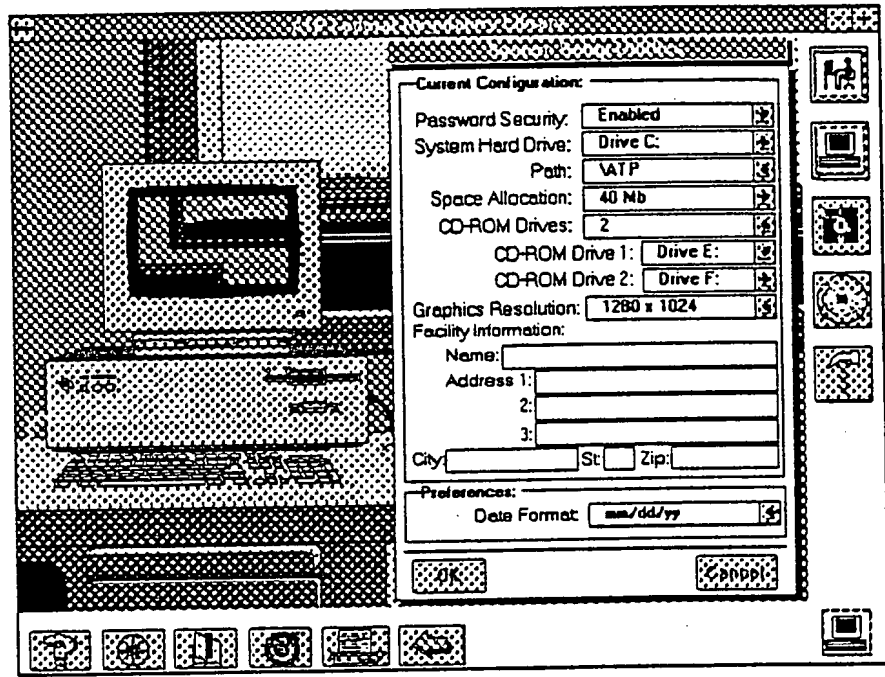 Current Configuration:
Password Security: Enabled
System Hard Drive: Drive C:
Path: \ATP
Space Allocation: 40 Mb
CD-ROM Drives: 2
CD-ROM Drive 1: Drive E:
CD-ROM Drive 2: Drive F:
Graphics Resolution: 1280 x 1024
Facility Information:
Name:
Address 1:
2:
3:
City: St: Zip:
Preferences:
Date Format: mm/dd/yy
OK Cancel